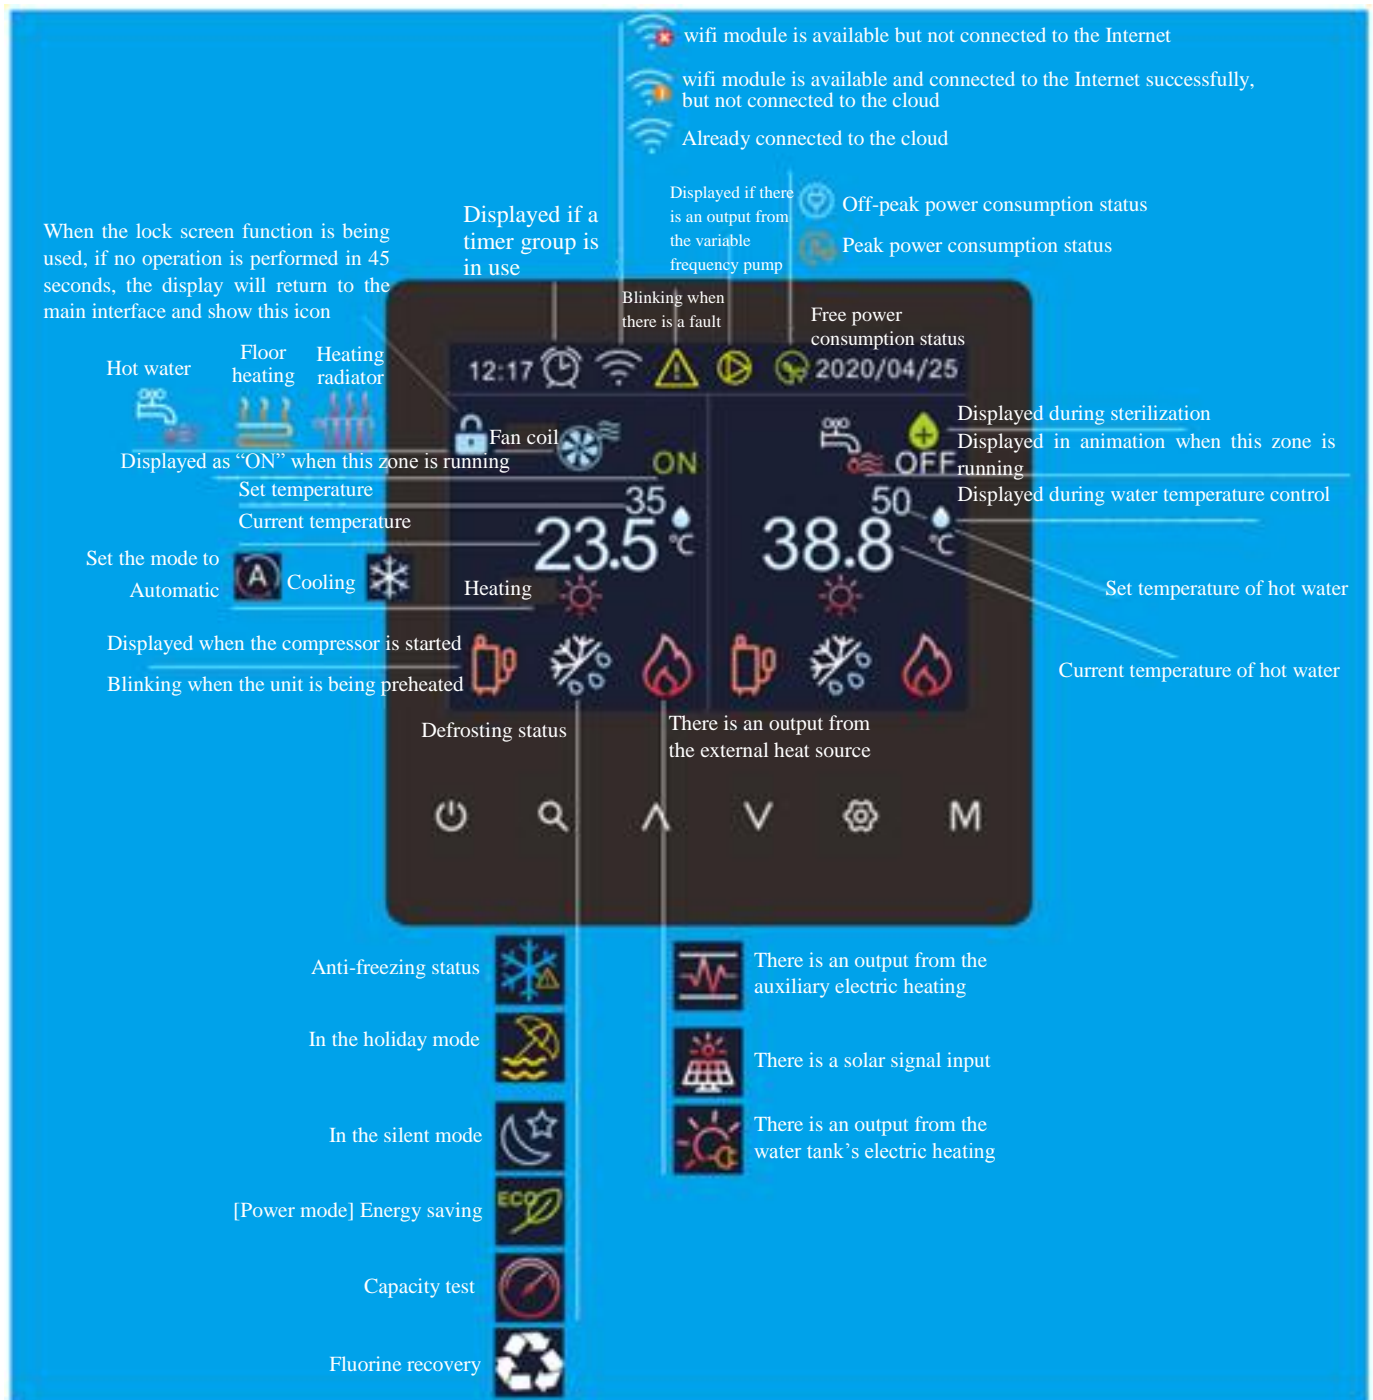 wifi module is available but not connected to the Internet
wifi module is available and connected to the Internet successfully,
but not connected to the cloud
Already connected to the cloud
Displayed if there
is an output from
the variable
frequency pump
Off-peak power consumption status
Peak power consumption status
Displayed if a
timer group is
in use
When the lock screen function is being
used, if no operation is performed in 45
seconds, the display will return to the
main interface and show this icon
Blinking when
there is a fault
Free power
consumption status
Hot water
Floor
heating
Heating
radiator
12:17
2020/04/25
Fan coil
Displayed as “ON” when this zone is running
ON
OFF
Displayed during sterilization
Displayed in animation when this zone is
running
Displayed during water temperature control
Set temperature
35
50
Current temperature
23.5
°C
38.8
°C
Set the mode to
Automatic
A
Cooling
Heating
Set temperature of hot water
Displayed when the compressor is started
Blinking when the unit is being preheated
Current temperature of hot water
Defrosting status
There is an output from
the external heat source
M
Anti-freezing status
There is an output from the
auxiliary electric heating
In the holiday mode
There is a solar signal input
In the silent mode
There is an output from the
water tank’s electric heating
[Power mode] Energy saving
ECO
Capacity test
Fluorine recovery